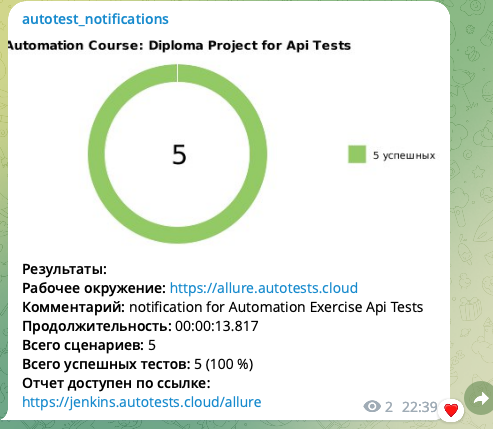 autotest_notifications
Automation Course: Diploma Project for Api Tests
5
5 успешных
Результаты:
Рабочее окружение: https://allure.autotests.cloud
Комментарий: notification for Automation Exercise Api Tests
Продолжительность: 00:00:13.817
Всего сценариев: 5
Всего успешных тестов: 5 (100 %)
Отчет доступен по ссылке:
https://jenkins.autotests.cloud/allure
2 22:39